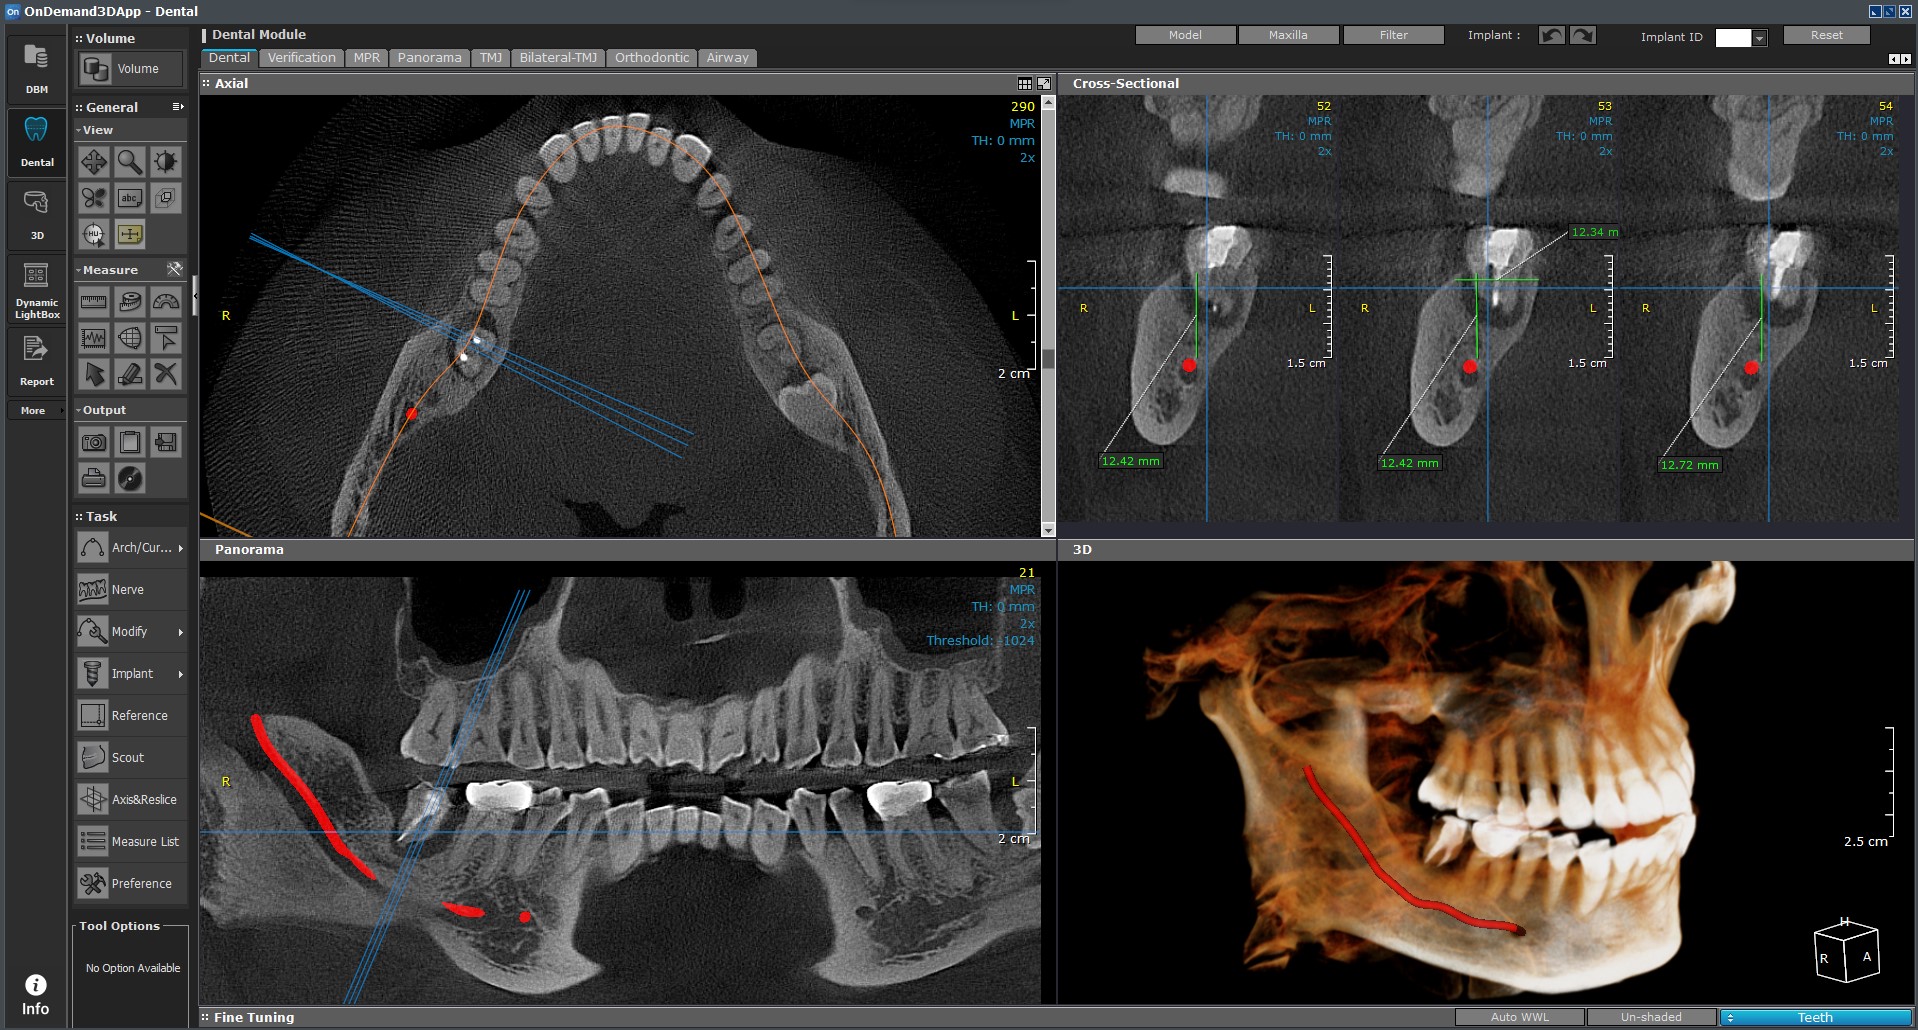 On OnDemand3DApp - Dental
DBM
Dental
3D
Dynamic
LightBox
Report
More
Info
Volume
Volume
General
View
abc
HU
Measure
Output
Task
Arch/Cur...
Nerve
Modify
Implant
Reference
Scout
Axis&Reslice
Measure List
Preference
Tool Options
No Option Available
Dental Module
Model
Maxilla
Filter
Implant :
Implant ID
Reset
Dental
Verification
MPR
Panorama
TMJ
Bilateral-TMJ
Orthodontic
Airway
Axial
290
MPR
TH: 0 mm
2x
R
L
2 cm
Cross-Sectional
52
MPR
TH: 0 mm
2x
R
L
1.5 cm
12.42 mm
53
MPR
TH: 0 mm
2x
12.34 m
R
L
1.5 cm
12.42 mm
54
MPR
TH: 0 mm
2x
R
L
1.5 cm
12.72 mm
Panorama
21
MPR
TH: 0 mm
2x
Threshold: -1024
R
L
2 cm
3D
2.5 cm
H
R
A
Fine Tuning
Auto WWL
Un-shaded
Teeth